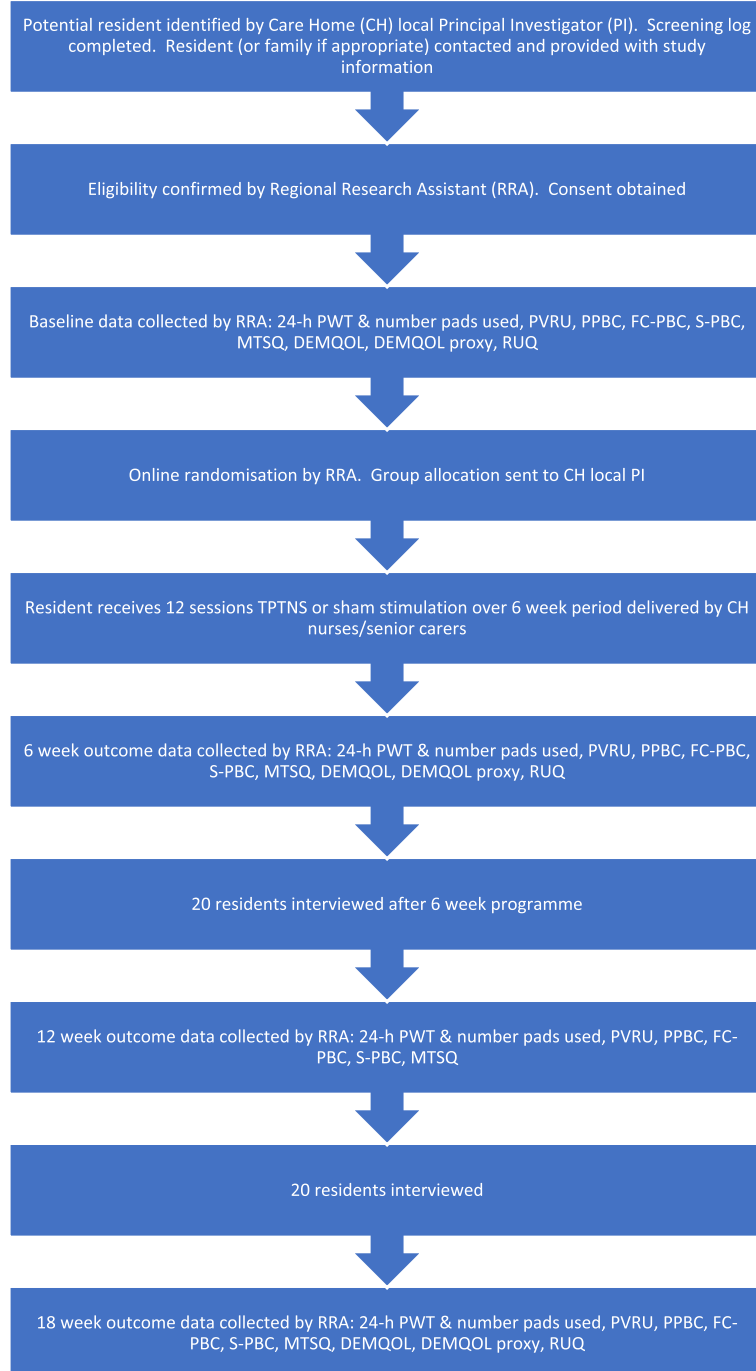 Potential resident identified by Care Home (CH) local Principal Investigator (PI).  Screening log
completed.  Resident (or family if appropriate) contacted and provided with study
information
Eligibility confirmed by Regional Research Assistant (RRA).  Consent obtained
Baseline data collected by RRA: 24-h PWT & number pads used, PVRU, PPBC, FC-PBC, S-PBC,
MTSQ, DEMQOL, DEMQOL proxy, RUQ
Online randomisation by RRA.  Group allocation sent to CH local PI
Resident receives 12 sessions TPTNS or sham stimulation over 6 week period delivered by CH
nurses/senior carers
6 week outcome data collected by RRA: 24-h PWT & number pads used, PVRU, PPBC, FC-PBC,
S-PBC, MTSQ, DEMQOL, DEMQOL proxy, RUQ
20 residents interviewed after 6 week programme
12 week outcome data collected by RRA: 24-h PWT & number pads used, PVRU, PPBC, FC-
PBC, S-PBC, MTSQ
20 residents interviewed
18 week outcome data collected by RRA: 24-h PWT & number pads used, PVRU, PPBC, FC-
PBC, S-PBC, MTSQ, DEMQOL, DEMQOL proxy, RUQ